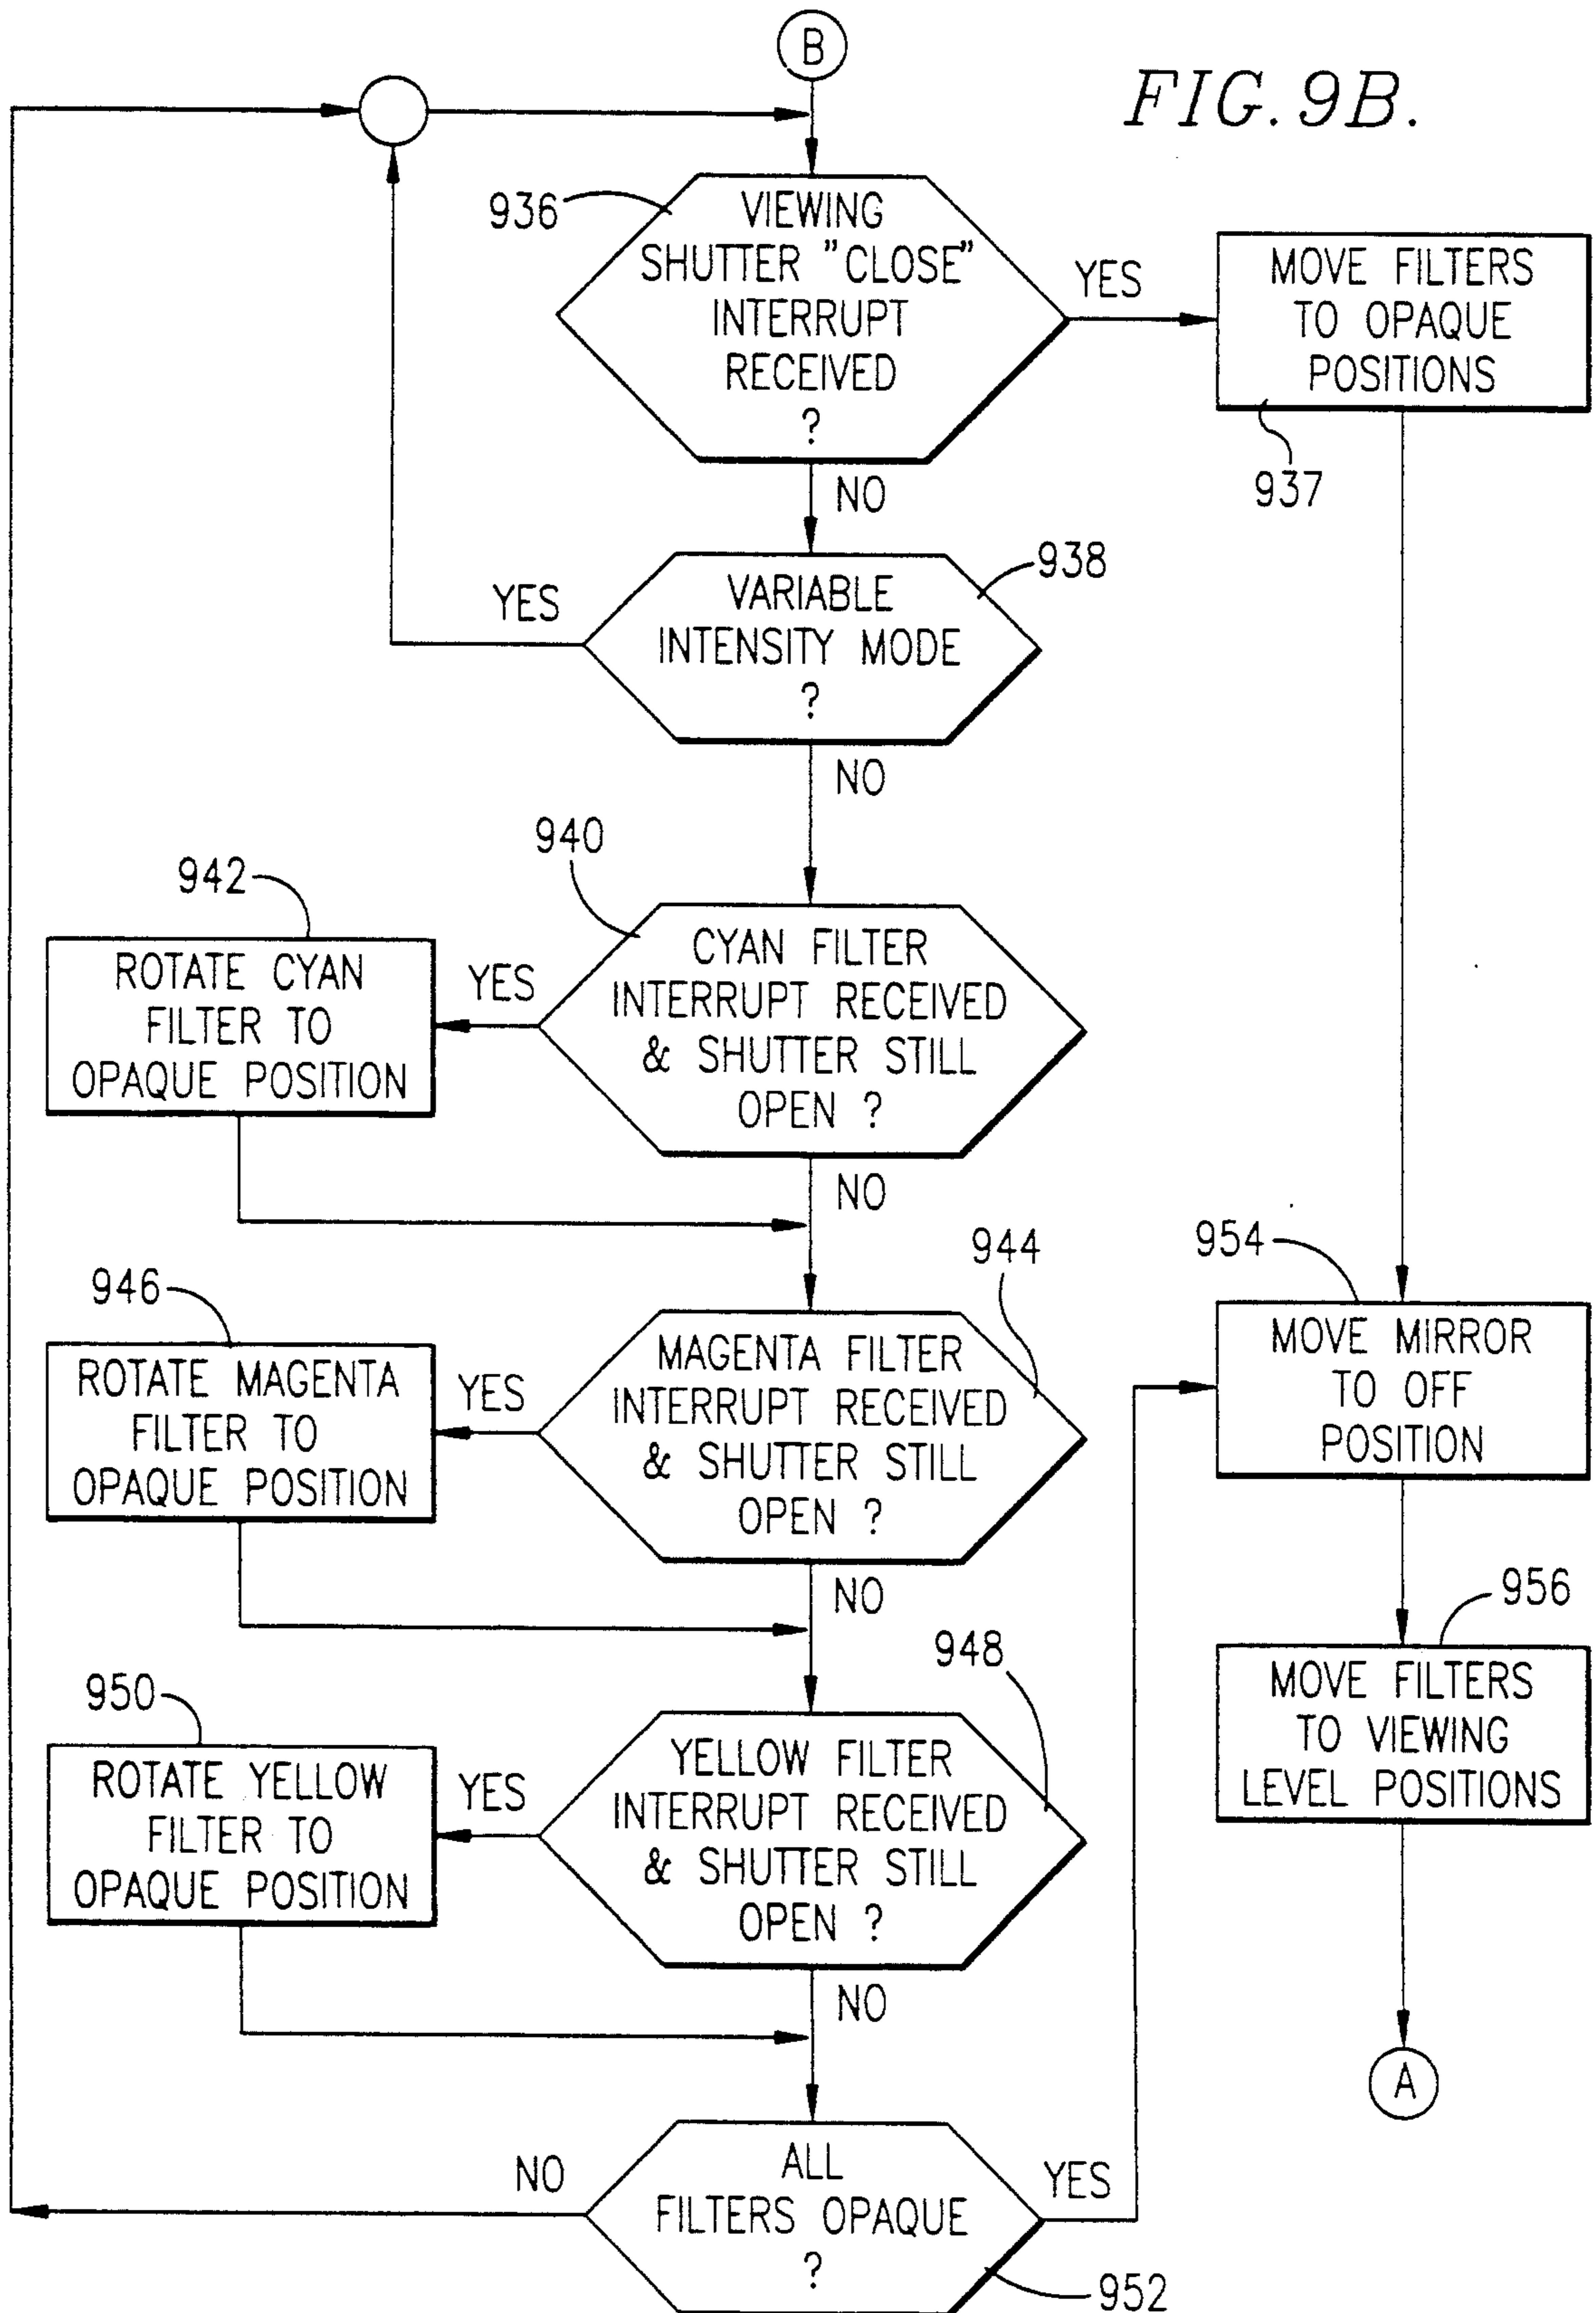 B
FIG. 9B.
936
VIEWING
SHUTTER "CLOSE"
INTERRUPT
RECEIVED
?
YES
MOVE FILTERS
TO OPAQUE
POSITIONS
937
NO
938
VARIABLE
INTENSITY MODE
?
YES
NO
940
942
CYAN FILTER
INTERRUPT RECEIVED
& SHUTTER STILL
OPEN ?
YES
ROTATE CYAN
FILTER TO
OPAQUE POSITION
NO
944
946
MAGENTA FILTER
INTERRUPT RECEIVED
& SHUTTER STILL
OPEN ?
YES
ROTATE MAGENTA
FILTER TO
OPAQUE POSITION
NO
954
MOVE MIRROR
TO OFF
POSITION
948
950
YELLOW FILTER
INTERRUPT RECEIVED
& SHUTTER STILL
OPEN ?
YES
ROTATE YELLOW
FILTER TO
OPAQUE POSITION
NO
956
MOVE FILTERS
TO VIEWING
LEVEL POSITIONS
A
ALL
FILTERS OPAQUE
?
NO
YES
952